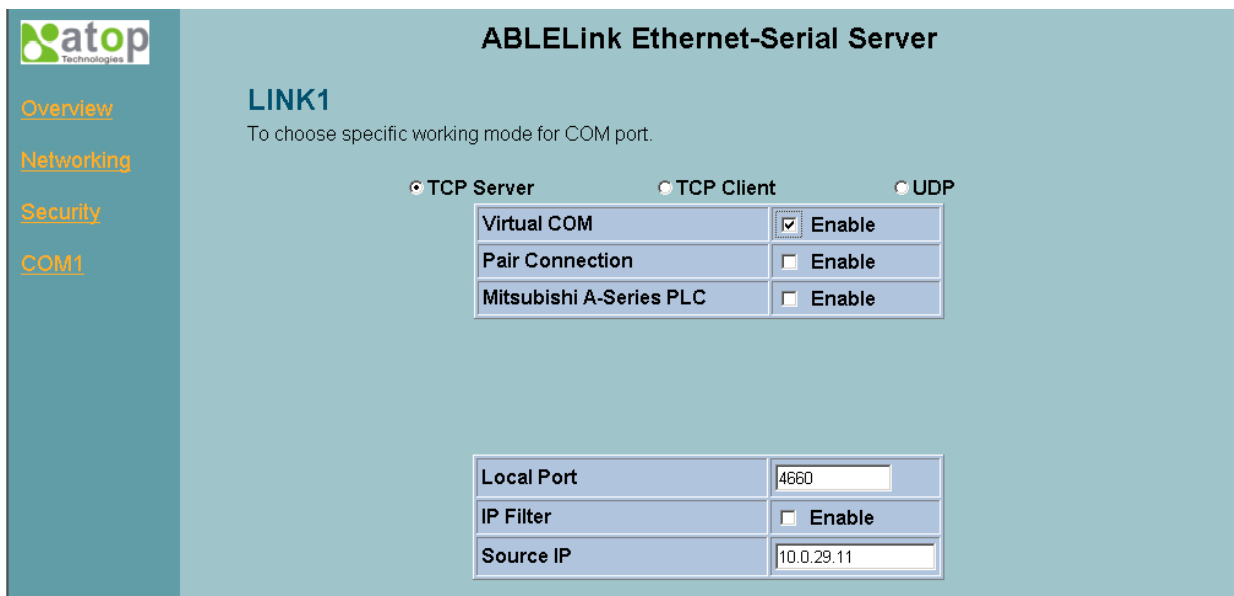 atop
Technologies
ABLELink Ethernet-Serial Server
Overview
Networking
Security
COM1
LINK1
To choose specific working mode for COM port.
TCP Server TCP Client UDP
Virtual COM Enable
Pair Connection Enable
Mitsubishi A-Series PLC Enable
Local Port 4660
IP Filter Enable
Source IP 10.0.29.11